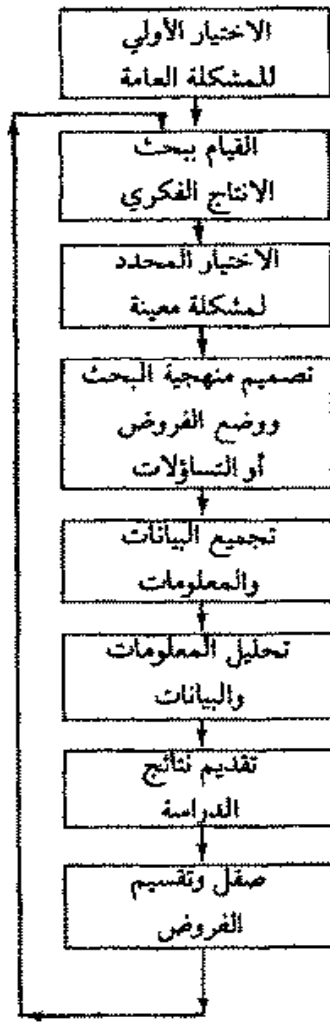 الاختيار الأولي
للمشكلة العامة
القيام ببحث
الانتاج الفكري
الاختيار المحدد
لمشكلة معينة
تصميم منهجية البحث
ووضع الفروض
أو التساؤلات
تجميع البيانات
والمعلومات
تحليل المعلومات
والبيانات
تقديم نتائج
الدراسة
صقل وتقسيم
الفروض